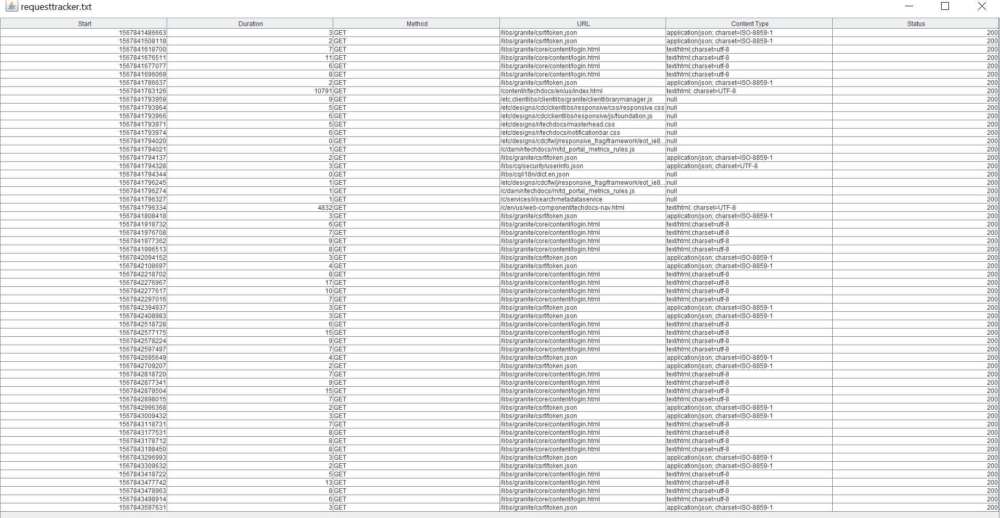 requesttracker.txt
Start Duration Method URL Content Type Status
1567841486663 3 GET /libs/granite/csrf/token.json application/json; charset=ISO-8859-1 200
1567841508118 2 GET /libs/granite/csrf/token.json application/json; charset=ISO-8859-1 200
1567841618700 7 GET /libs/granite/core/content/login.html text/html;charset=utf-8 200
1567841676511 11 GET /libs/granite/core/content/login.html text/html;charset=utf-8 200
1567841677077 6 GET /libs/granite/core/content/login.html text/html;charset=utf-8 200
1567841696069 8 GET /libs/granite/core/content/login.html text/html;charset=utf-8 200
1567841786637 2 GET /libs/granite/csrf/token.json application/json; charset=ISO-8859-1 200
1567841783126 10791 GET /content/r/techdocs/en/us/index.html text/html; charset=UTF-8 200
1567841793959 9 GET /etc.clientlibs/clientlibs/granite/clientlibrarymanager.js null 200
1567841793964 5 GET /etc/designs/cdc/clientlibs/responsive/css/responsive.css null 200
1567841793966 6 GET /etc/designs/cdc/clientlibs/responsive/js/foundation.js null 200
1567841793971 5 GET /etc/designs/r/techdocs/masterhead.css null 200
1567841793974 6 GET /etc/designs/r/techdocs/notificationbar.css null 200
1567841794020 0 GET /etc/designs/cdc/fw/j/responsive_frag/framework/eot_ie8... null 200
1567841794021 1 GET /c/dam/r/techdocs/m/td_portal_metrics_rules.js null 200
1567841794137 2 GET /libs/granite/csrf/token.json application/json; charset=ISO-8859-1 200
1567841794328 3 GET /libs/cq/security/userinfo.json application/json; charset=UTF-8 200
1567841794344 0 GET /libs/cq/i18n/dict.en.json null 200
1567841796245 1 GET /etc/designs/cdc/fw/j/responsive_frag/framework/eot_ie8... null 200
1567841796274 1 GET /c/dam/r/techdocs/m/td_portal_metrics_rules.js null 200
1567841796327 1 GET /c/services/i/searchmetadataservice null 200
1567841796334 4832 GET /c/en/us/web-component/techdocs-nav.html text/html; charset=UTF-8 200
1567841808418 3 GET /libs/granite/csrf/token.json application/json; charset=ISO-8859-1 200
1567841918732 6 GET /libs/granite/core/content/login.html text/html;charset=utf-8 200
1567841976708 7 GET /libs/granite/core/content/login.html text/html;charset=utf-8 200
1567841977362 9 GET /libs/granite/core/content/login.html text/html;charset=utf-8 200
1567841996513 8 GET /libs/granite/core/content/login.html text/html;charset=utf-8 200
1567842094152 3 GET /libs/granite/csrf/token.json application/json; charset=ISO-8859-1 200
1567842108697 4 GET /libs/granite/csrf/token.json application/json; charset=ISO-8859-1 200
1567842218702 8 GET /libs/granite/core/content/login.html text/html;charset=utf-8 200
1567842276967 17 GET /libs/granite/core/content/login.html text/html;charset=utf-8 200
1567842277617 10 GET /libs/granite/core/content/login.html text/html;charset=utf-8 200
1567842297016 7 GET /libs/granite/core/content/login.html text/html;charset=utf-8 200
1567842394937 3 GET /libs/granite/csrf/token.json application/json; charset=ISO-8859-1 200
1567842408983 3 GET /libs/granite/csrf/token.json application/json; charset=ISO-8859-1 200
1567842518728 6 GET /libs/granite/core/content/login.html text/html;charset=utf-8 200
1567842577175 15 GET /libs/granite/core/content/login.html text/html;charset=utf-8 200
1567842578224 9 GET /libs/granite/core/content/login.html text/html;charset=utf-8 200
1567842597497 7 GET /libs/granite/core/content/login.html text/html;charset=utf-8 200
1567842695649 4 GET /libs/granite/csrf/token.json application/json; charset=ISO-8859-1 200
1567842709207 2 GET /libs/granite/csrf/token.json application/json; charset=ISO-8859-1 200
1567842818720 7 GET /libs/granite/core/content/login.html text/html;charset=utf-8 200
1567842877341 9 GET /libs/granite/core/content/login.html text/html;charset=utf-8 200
1567842878504 15 GET /libs/granite/core/content/login.html text/html;charset=utf-8 200
1567842898015 7 GET /libs/granite/core/content/login.html text/html;charset=utf-8 200
1567842996368 2 GET /libs/granite/csrf/token.json application/json; charset=ISO-8859-1 200
1567843009432 3 GET /libs/granite/csrf/token.json application/json; charset=ISO-8859-1 200
1567843118731 7 GET /libs/granite/core/content/login.html text/html;charset=utf-8 200
1567843177531 8 GET /libs/granite/core/content/login.html text/html;charset=utf-8 200
1567843178712 8 GET /libs/granite/core/content/login.html text/html;charset=utf-8 200
1567843198450 8 GET /libs/granite/core/content/login.html text/html;charset=utf-8 200
1567843296993 3 GET /libs/granite/csrf/token.json application/json; charset=ISO-8859-1 200
1567843309632 2 GET /libs/granite/csrf/token.json application/json; charset=ISO-8859-1 200
1567843418722 5 GET /libs/granite/core/content/login.html text/html;charset=utf-8 200
1567843477742 13 GET /libs/granite/core/content/login.html text/html;charset=utf-8 200
1567843478963 8 GET /libs/granite/core/content/login.html text/html;charset=utf-8 200
1567843498914 6 GET /libs/granite/core/content/login.html text/html;charset=utf-8 200
1567843597631 3 GET /libs/granite/csrf/token.json application/json; charset=ISO-8859-1 200